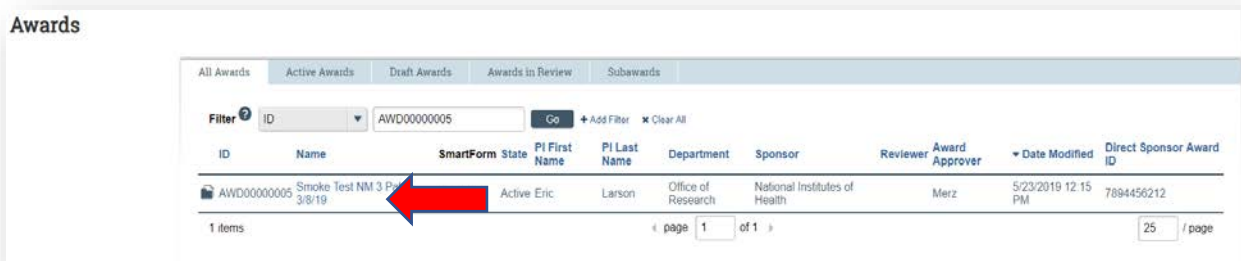 Awards
All Awards Active Awards Draft Awards Awards in Review Subawards
Filter ? ID AWD00000005 Go + Add Filter × Clear All
ID Name SmartForm State PI First Name PI Last Name Department Sponsor Reviewer Award Approver Date Modified Direct Sponsor Award ID
AWD00000005 Smoke Test NM 3 3/8/19 Active Eric Larson Office of Research National Institutes of Health Merz 5/23/2019 12:15 PM 7894456212
1 items page 1 of 1 25 / page